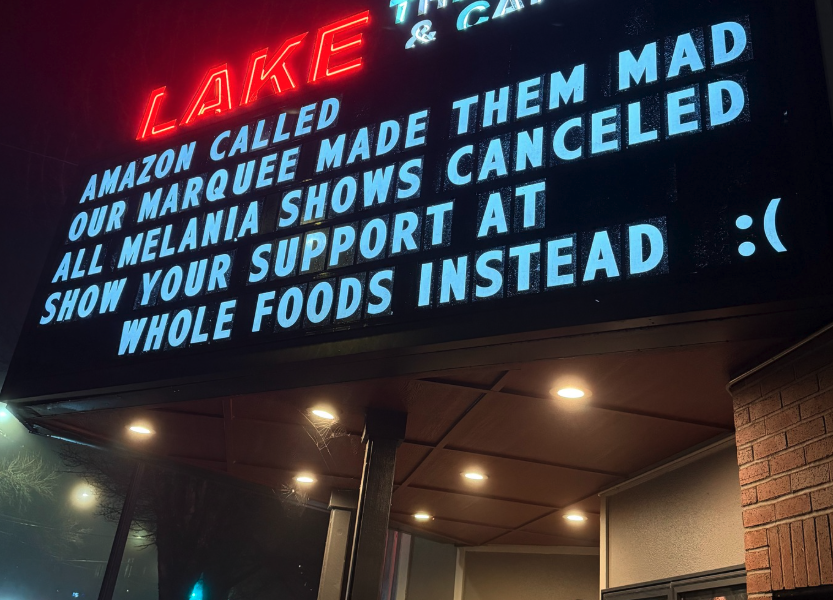 LAKE
& CA
AMAZON CALLED
OUR MARQUEE MADE THEM MAD
ALL MELANIA SHOWS CANCELED
SHOW YOUR SUPPORT AT
WHOLE FOODS INSTEAD :(